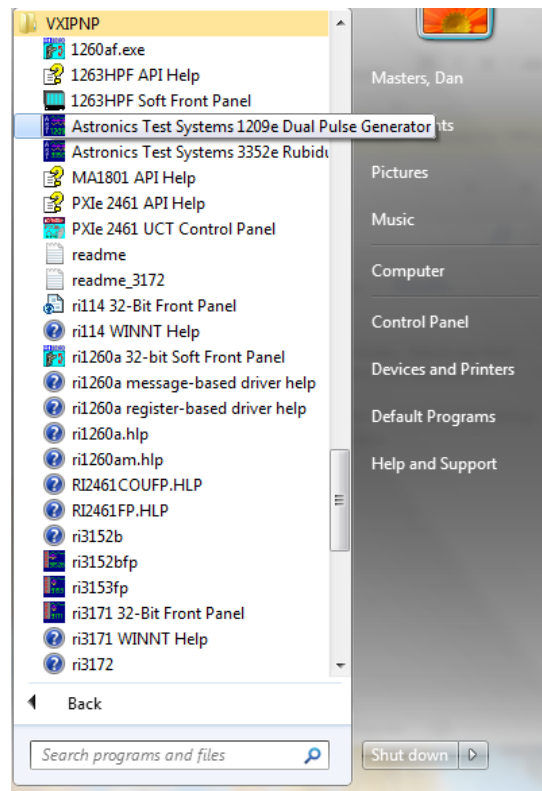 VXIPNP
1260af.exe
1263HPF API Help
1263HPF Soft Front Panel
Astronics Test Systems 1209e Dual Pulse Generator
Astronics Test Systems 3352e Rubidu
MA1801 API Help
PXIe 2461 API Help
PXIe 2461 UCT Control Panel
readme
readme_3172
ri114 32-Bit Front Panel
ri114 WINNT Help
ri1260a 32-bit Soft Front Panel
ri1260a message-based driver help
ri1260a register-based driver help
ri1260a.hlp
ri1260am.hlp
RI2461COUFP.HLP
RI2461FP.HLP
ri3152b
ri3152bfp
ri3153fp
ri3171 32-Bit Front Panel
ri3171 WINNT Help
ri3172
Back
Search programs and files
Masters, Dan
nts
Pictures
Music
Computer
Control Panel
Devices and Printers
Default Programs
Help and Support
Shut down